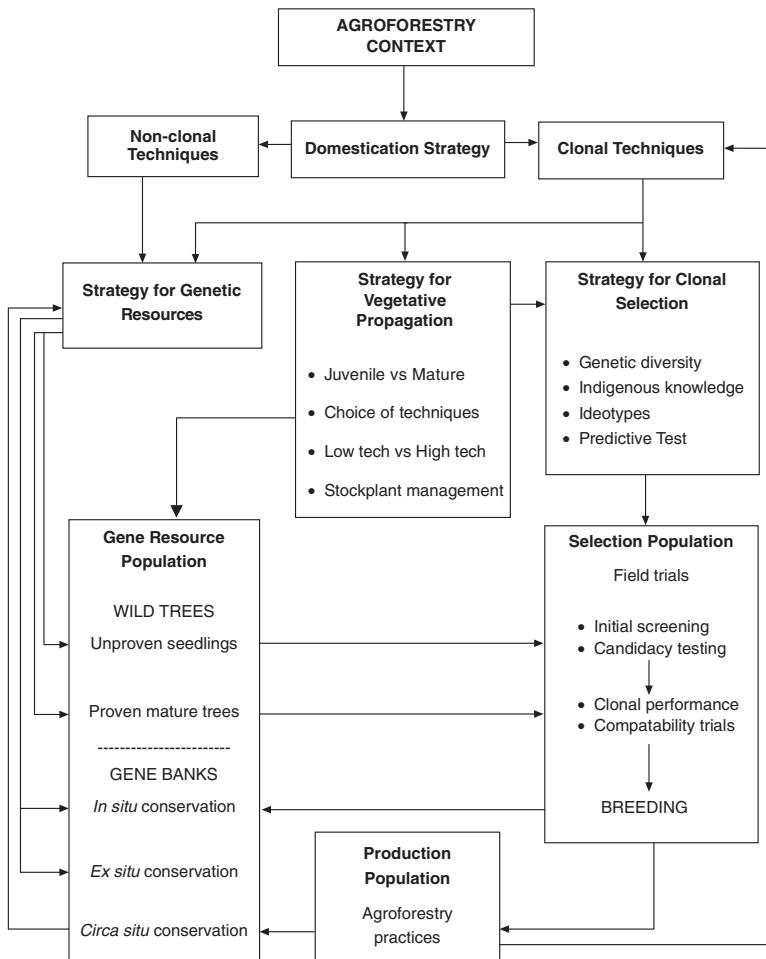 AGROFORESTRY
CONTEXT
Non-clonal
Techniques
Domestication Strategy
Clonal Techniques
Strategy for Genetic
Resources
Strategy for
Vegetative
Propagation
• Juvenile vs Mature
• Choice of techniques
• Low tech vs High tech
• Stockplant management
Strategy for Clonal
Selection
• Genetic diversity
• Indigenous knowledge
• Ideotypes
• Predictive Test
Gene Resource
Population
WILD TREES
Unproven seedlings
Proven mature trees
-------------------------
GENE BANKS
In situ conservation
Ex situ conservation
Circa situ conservation
Selection Population
Field trials
• Initial screening
• Candidacy testing
• Clonal performance
• Compatability trials
BREEDING
Production
Population
Agroforestry
practices